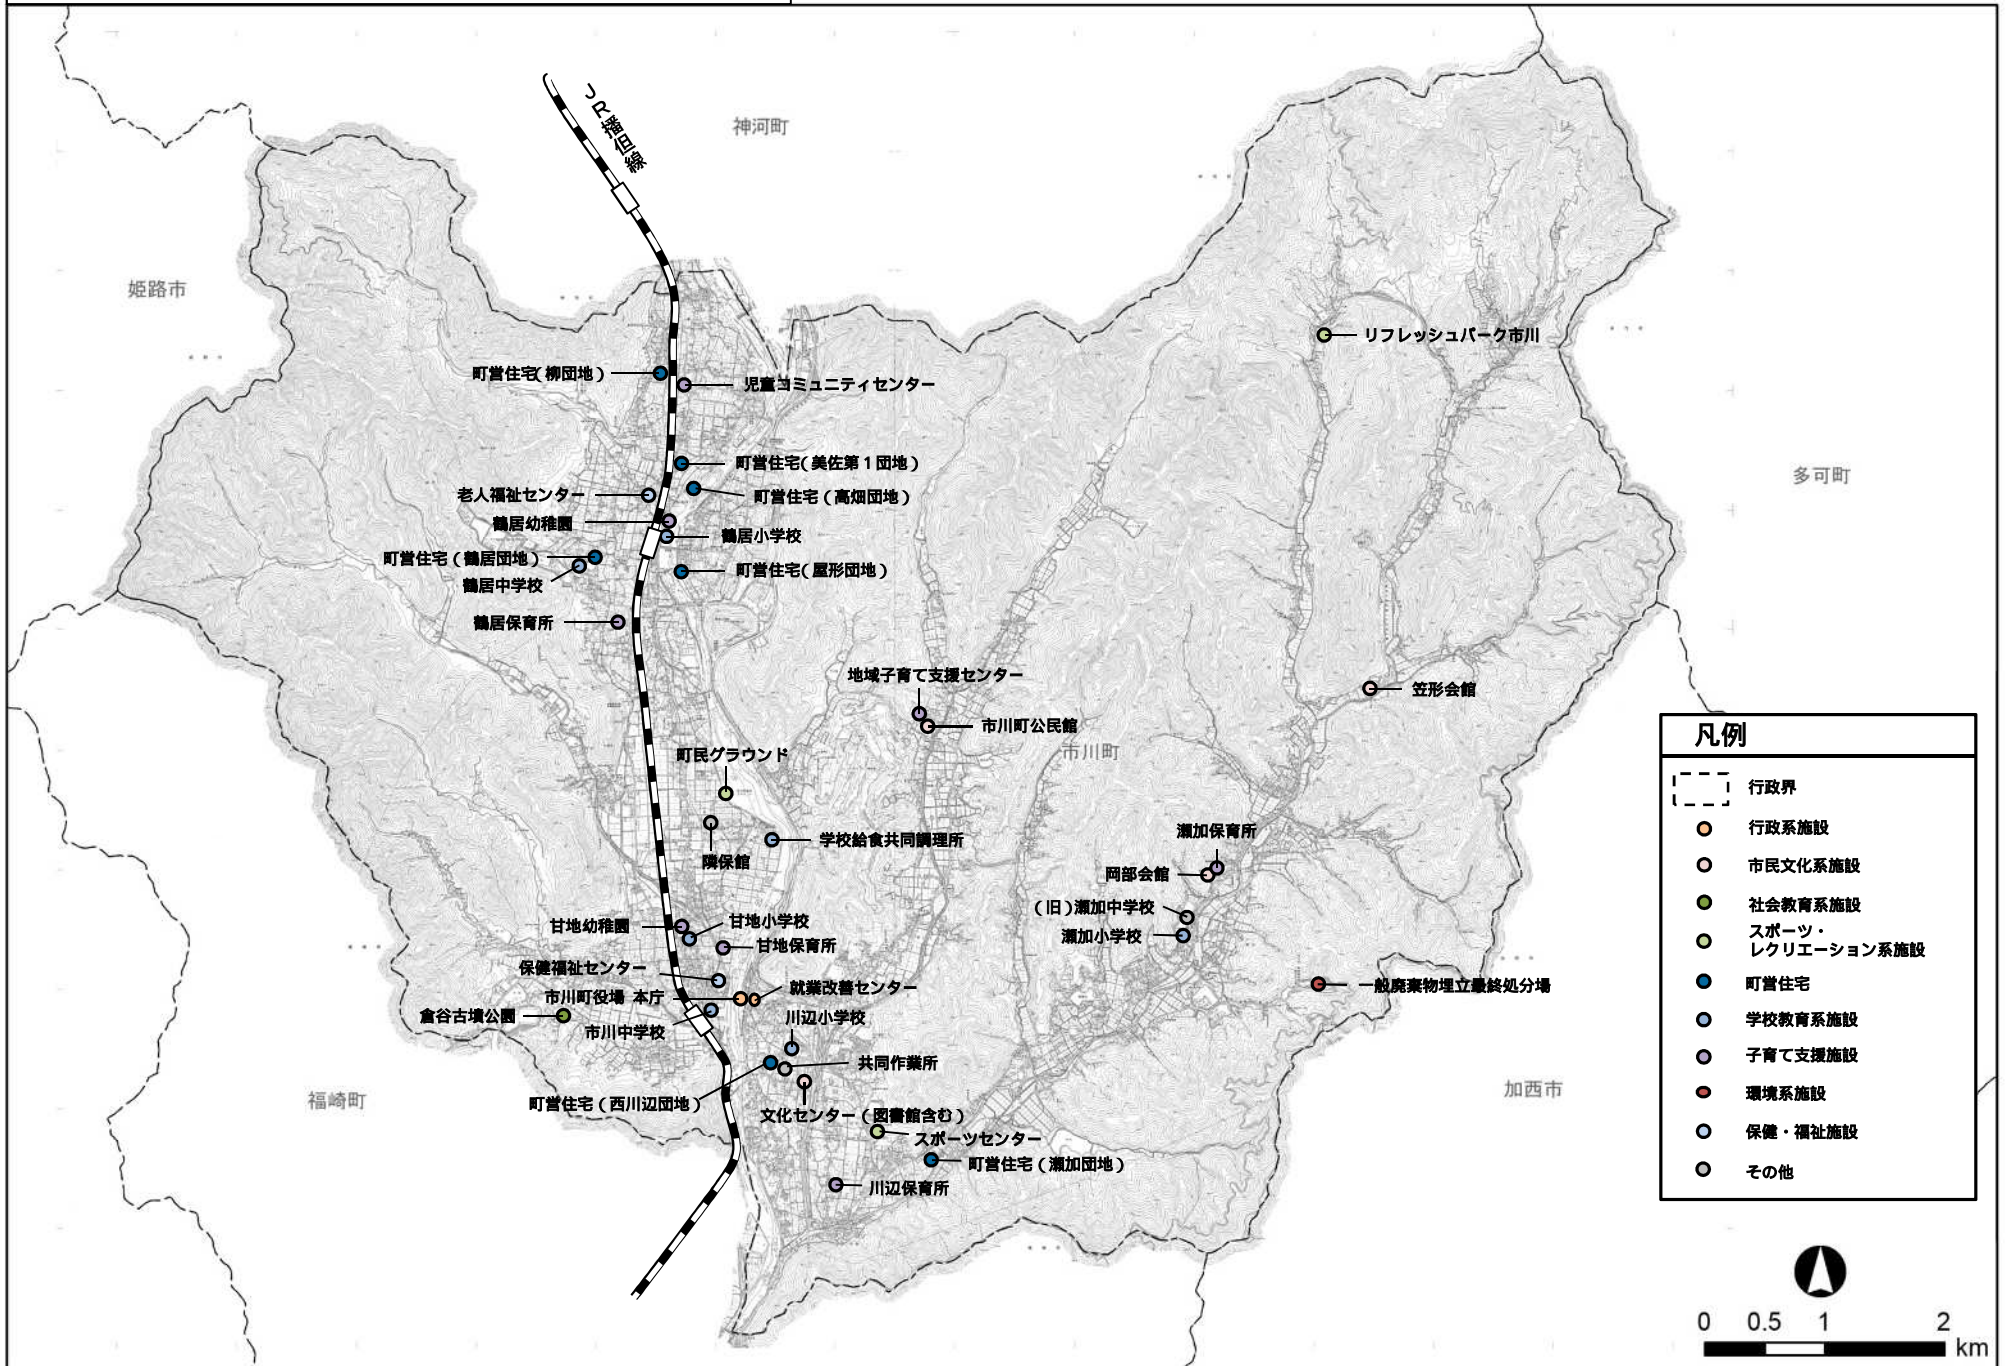 JR播但線
神河町
姫路市
リフレッシュパーク市川
町営住宅(柳団地)
児童コミュニティセンター
町営住宅(美佐第1団地)
多可町
老人福祉センター
町営住宅(高畑団地)
鶴居幼稚園
鶴居小学校
町営住宅(鶴居団地)
町営住宅(屋形団地)
鶴居中学校
鶴居保育所
地域子育て支援センター
笠形会館
市川町公民館
市川町
町民グラウンド
瀬加保育所
学校給食共同調理所
隣保館
岡部会館
(旧)瀬加中学校
甘地幼稚園
甘地小学校
瀬加小学校
甘地保育所
保健福祉センター
一般廃棄物埋立最終処分場
就業改善センター
市川町役場 本庁
倉谷古墳公園
川辺小学校
市川中学校
共同作業所
加西市
福崎町
町営住宅(西川辺団地)
文化センター(図書館含む)
スポーツセンター
町営住宅(瀬加団地)
川辺保育所
凡例
行政界
行政系施設
市民文化系施設
社会教育系施設
スポーツ・
レクリエーション系施設
町営住宅
学校教育系施設
子育て支援施設
環境系施設
保健・福祉施設
その他
0 0.5 1 2
km